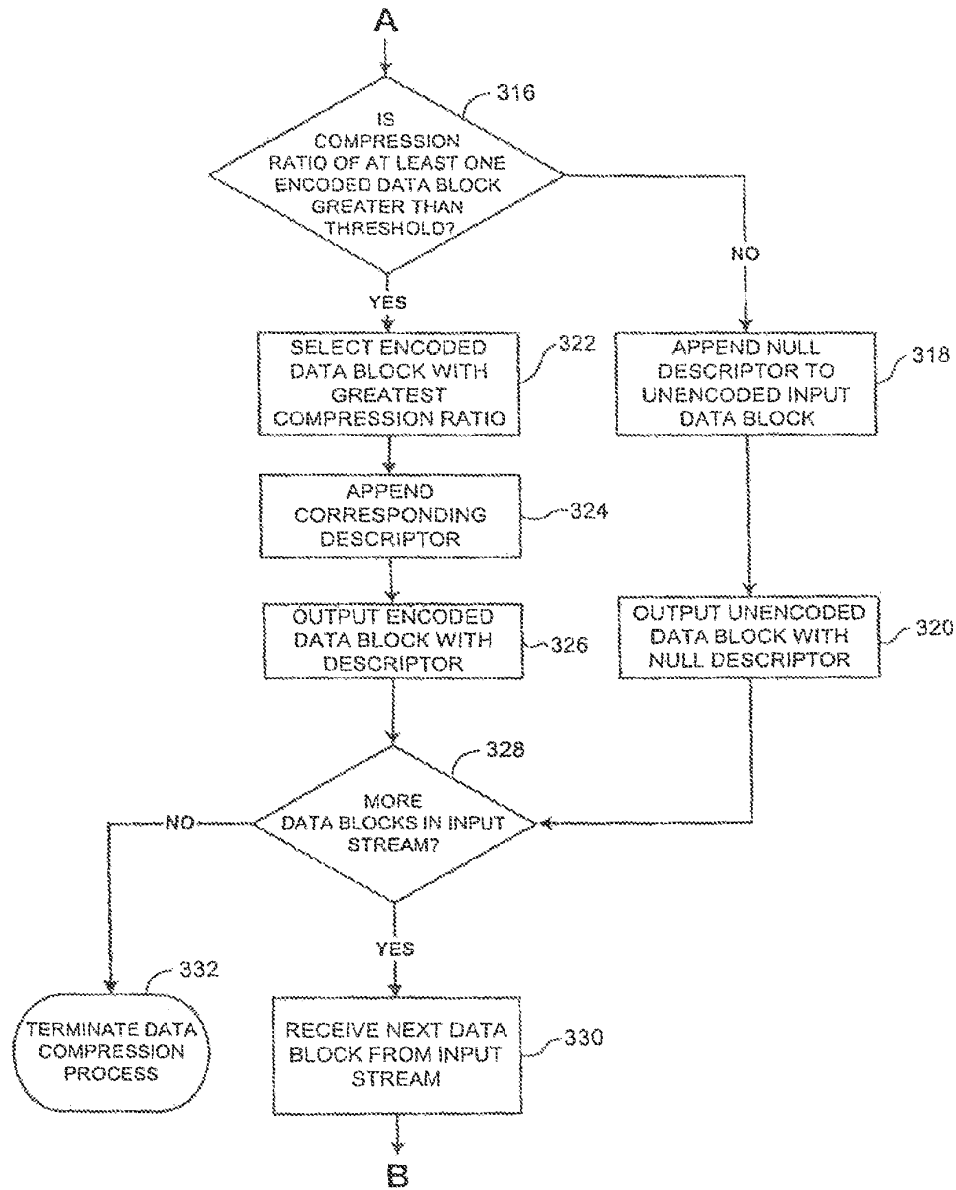 A
316
IS
COMPRESSION
RATIO OF AT LEAST ONE
ENCODED DATA BLOCK
GREATER THAN
THRESHOLD?
NO
YES
SELECT ENCODED
DATA BLOCK WITH
GREATEST
COMPRESSION RATIO
322
APPEND NULL
DESCRIPTOR TO
UNENCODED INPUT
DATA BLOCK
318
APPEND
CORRESPONDING
DESCRIPTOR
324
OUTPUT ENCODED
DATA BLOCK WITH
DESCRIPTOR
326
OUTPUT UNENCODED
DATA BLOCK WITH
NULL DESCRIPTOR
320
328
MORE
DATA BLOCKS IN INPUT
STREAM?
NO
YES
332
TERMINATE DATA
COMPRESSION
PROCESS
RECEIVE NEXT DATA
BLOCK FROM INPUT
STREAM
330
B